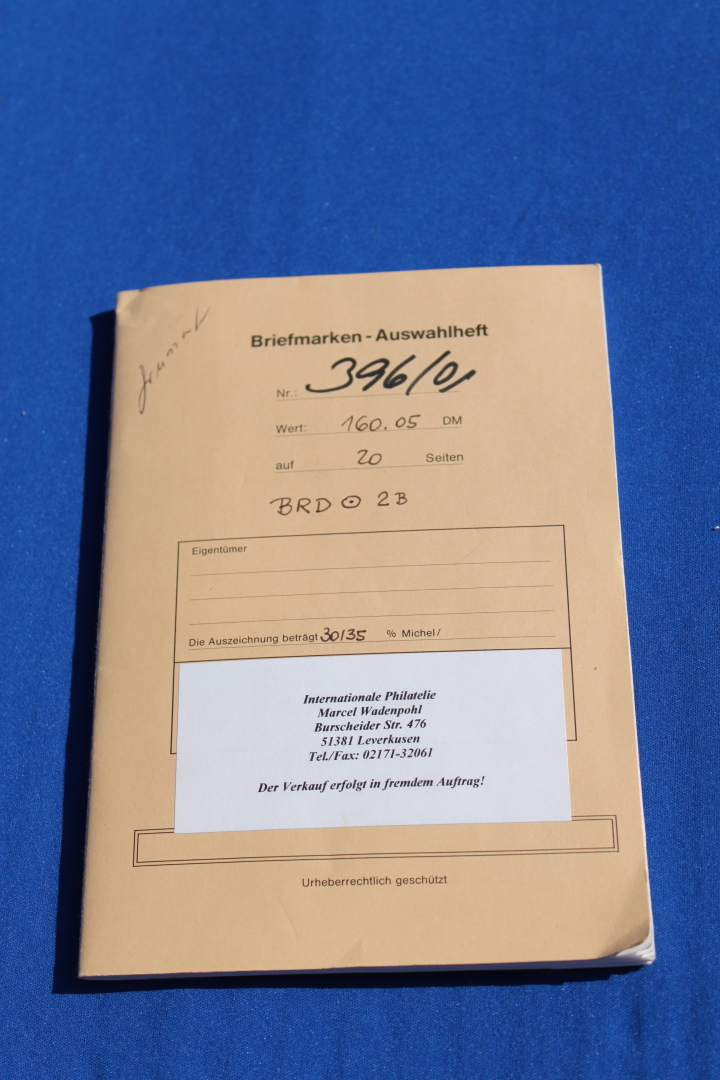 Briefmarken - Auswahlheft
Nr.: 396/01
Wert: 160.05 DM
auf 20 Seiten
BRD ⊙ 2B
Eigentümer
Die Auszeichnung beträgt 30/35 % Michel/
Internationale Philatelie
Marcel Wadenpohl
Burscheider Str. 476
51381 Leverkusen
Tel./Fax: 02171-32061
Der Verkauf erfolgt in fremdem Auftrag!
Urheberrechtlich geschützt